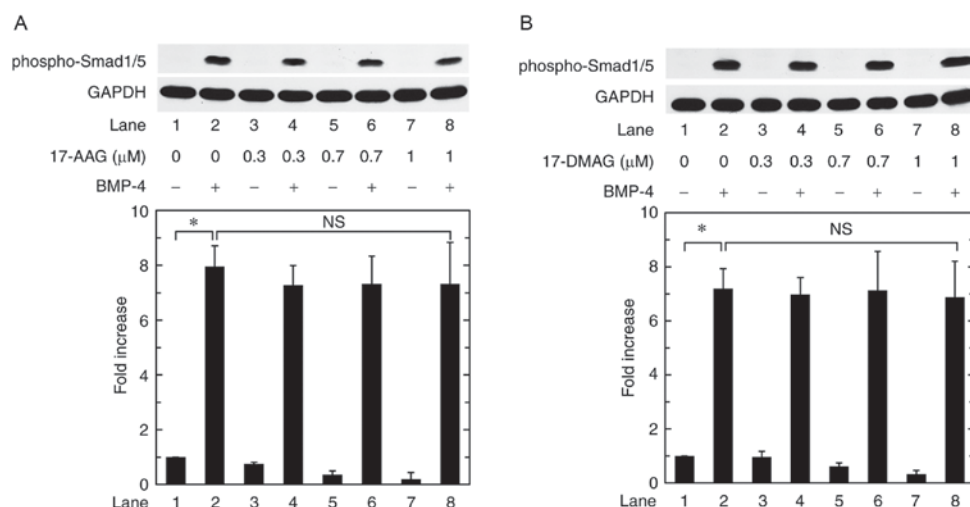 A
phospho-Smad1/5
GAPDH
Lane 1 2 3 4 5 6 7 8
17-AAG (μM) 0 0 0.3 0.3 0.7 0.7 1 1
BMP-4 – + – + – + – +
10
8
6
4
2
0
Fold increase
*
NS
Lane 1 2 3 4 5 6 7 8
B
phospho-Smad1/5
GAPDH
Lane 1 2 3 4 5 6 7 8
17-DMAG (μM) 0 0 0.3 0.3 0.7 0.7 1 1
BMP-4 – + – + – + – +
10
8
6
4
2
0
Fold increase
*
NS
Lane 1 2 3 4 5 6 7 8